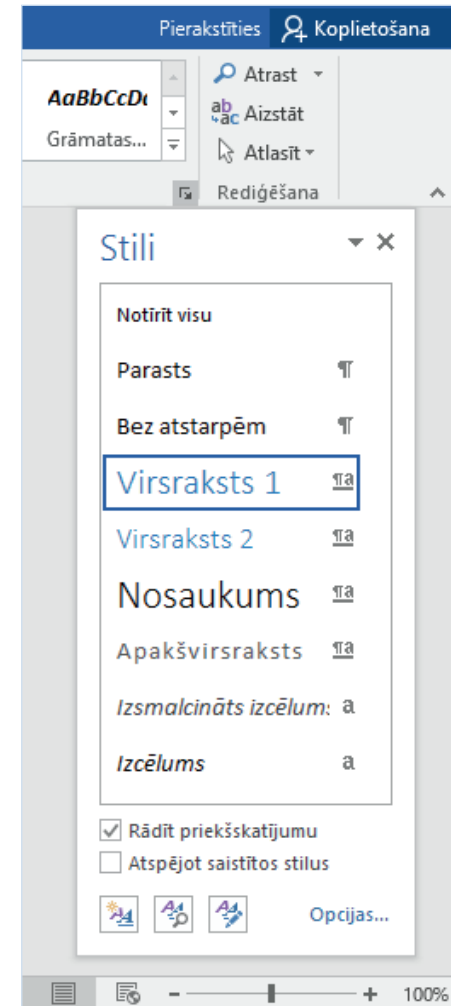 Pierakstīties Koplietošana
AaBbCcDı Atrast
Aizstāt
Grāmatas... Atlasīt
Rediģēšana
Stili
Notīrīt visu
Parasts ¶
Bez atstarpēm ¶
Virsraksts 1 ¶a
Virsraksts 2 ¶a
Nosaukums ¶a
Apakšvirsraksts ¶a
Izsmalcināts izcēlum: a
Izcēlums a
Rādīt priekšskatījumu
Atspējot saistītos stilus
Opcijas...
- + 100%